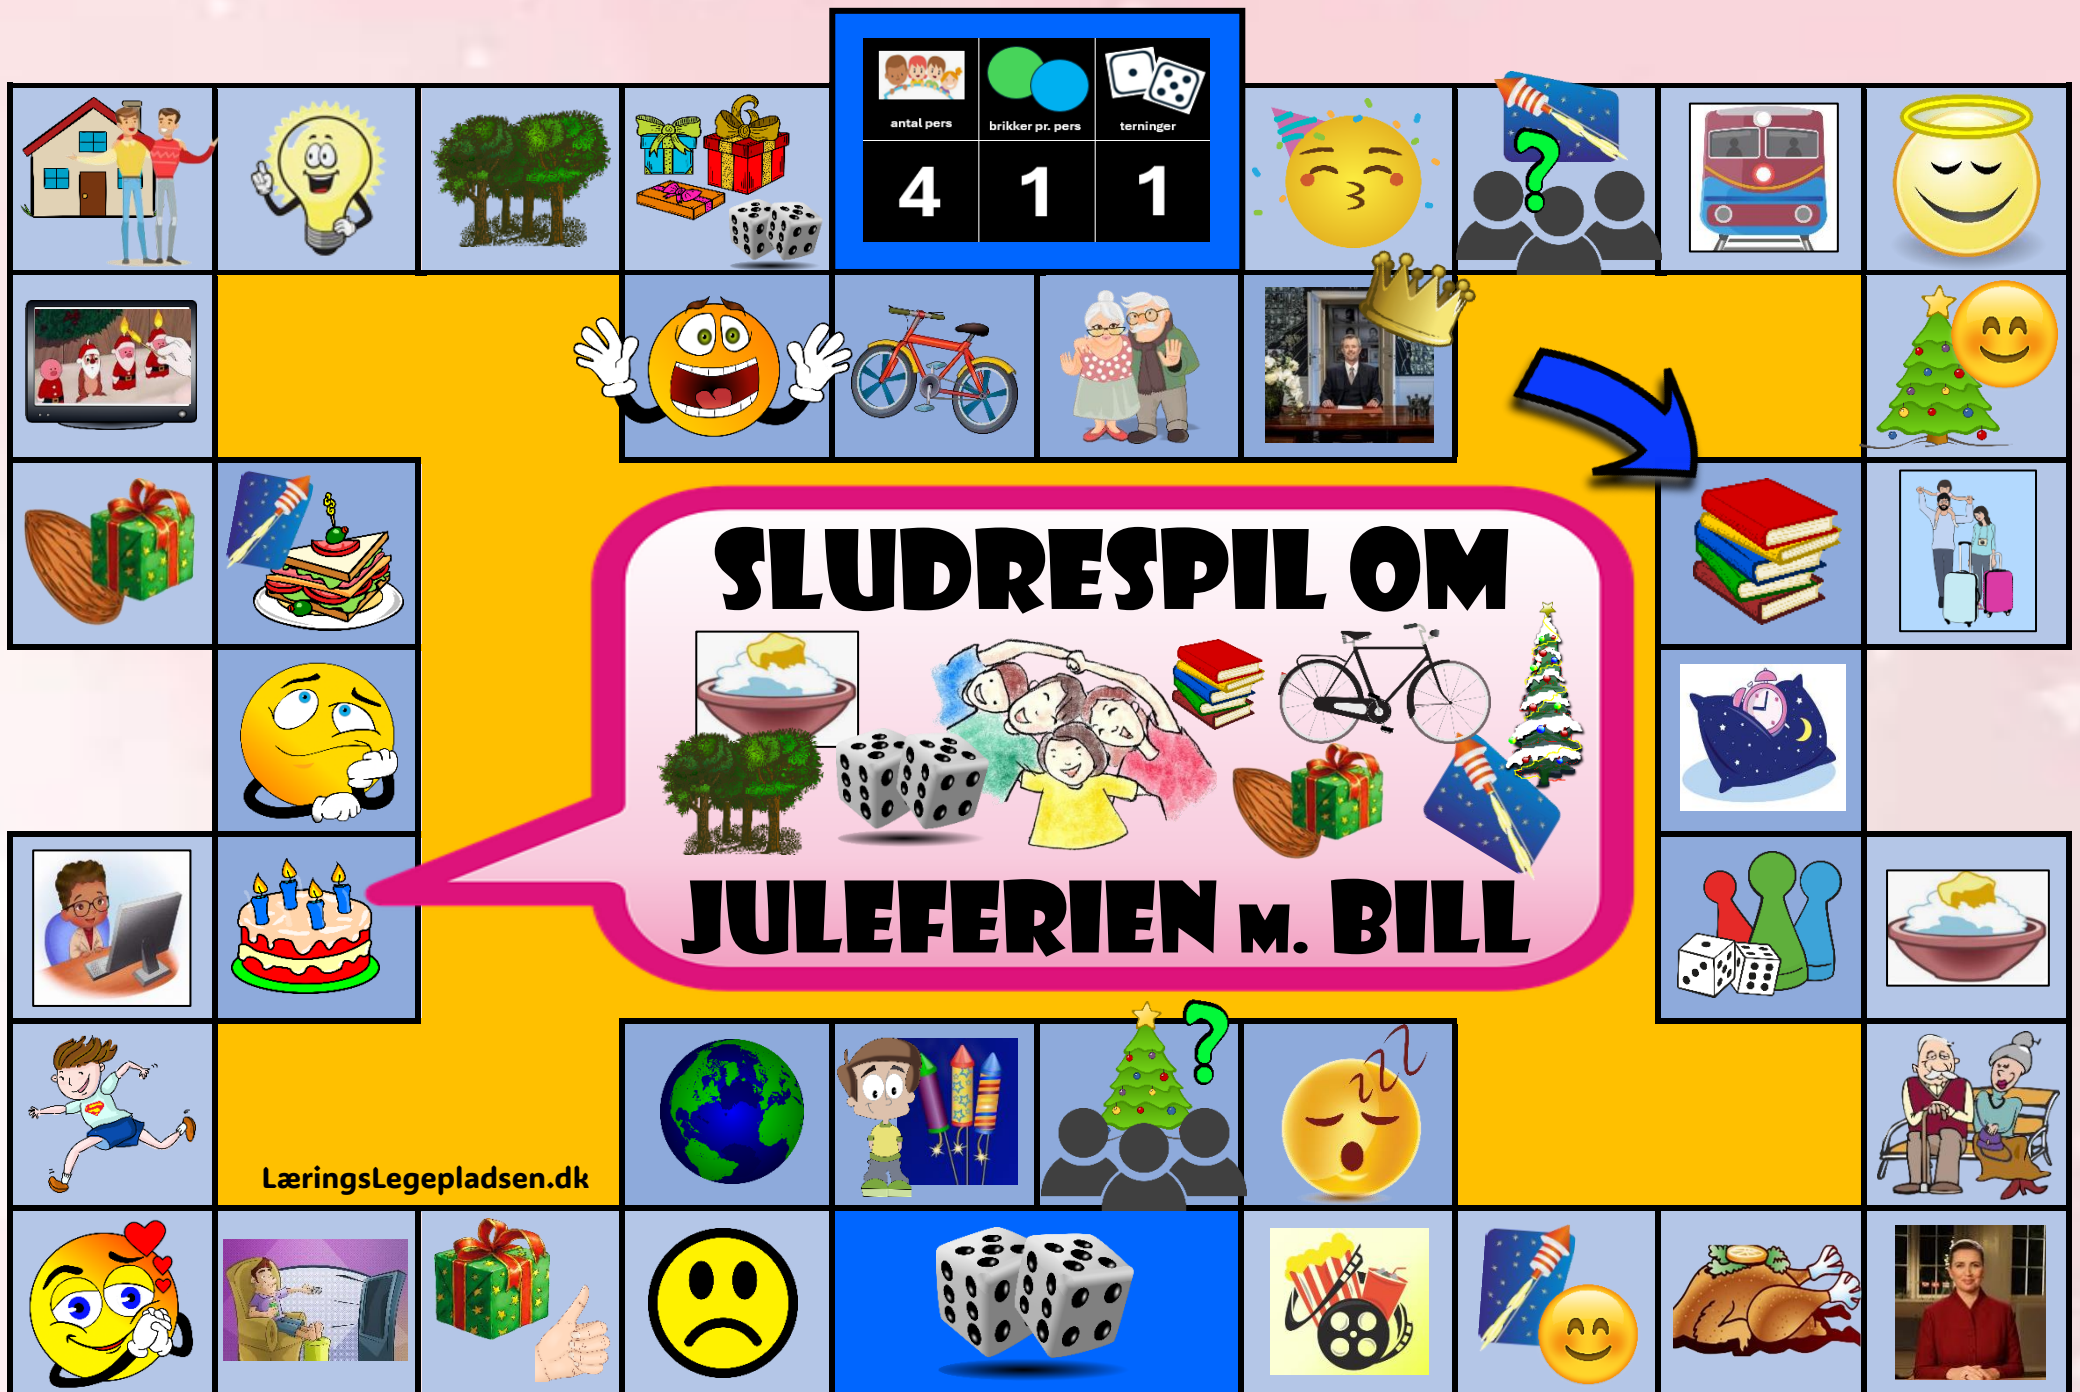 antal pers
brikker pr. pers
terninger
4
1
1
SLUDRESPIL OM
JULEFERIEN M. BILL
LæringsLegepladsen.dk